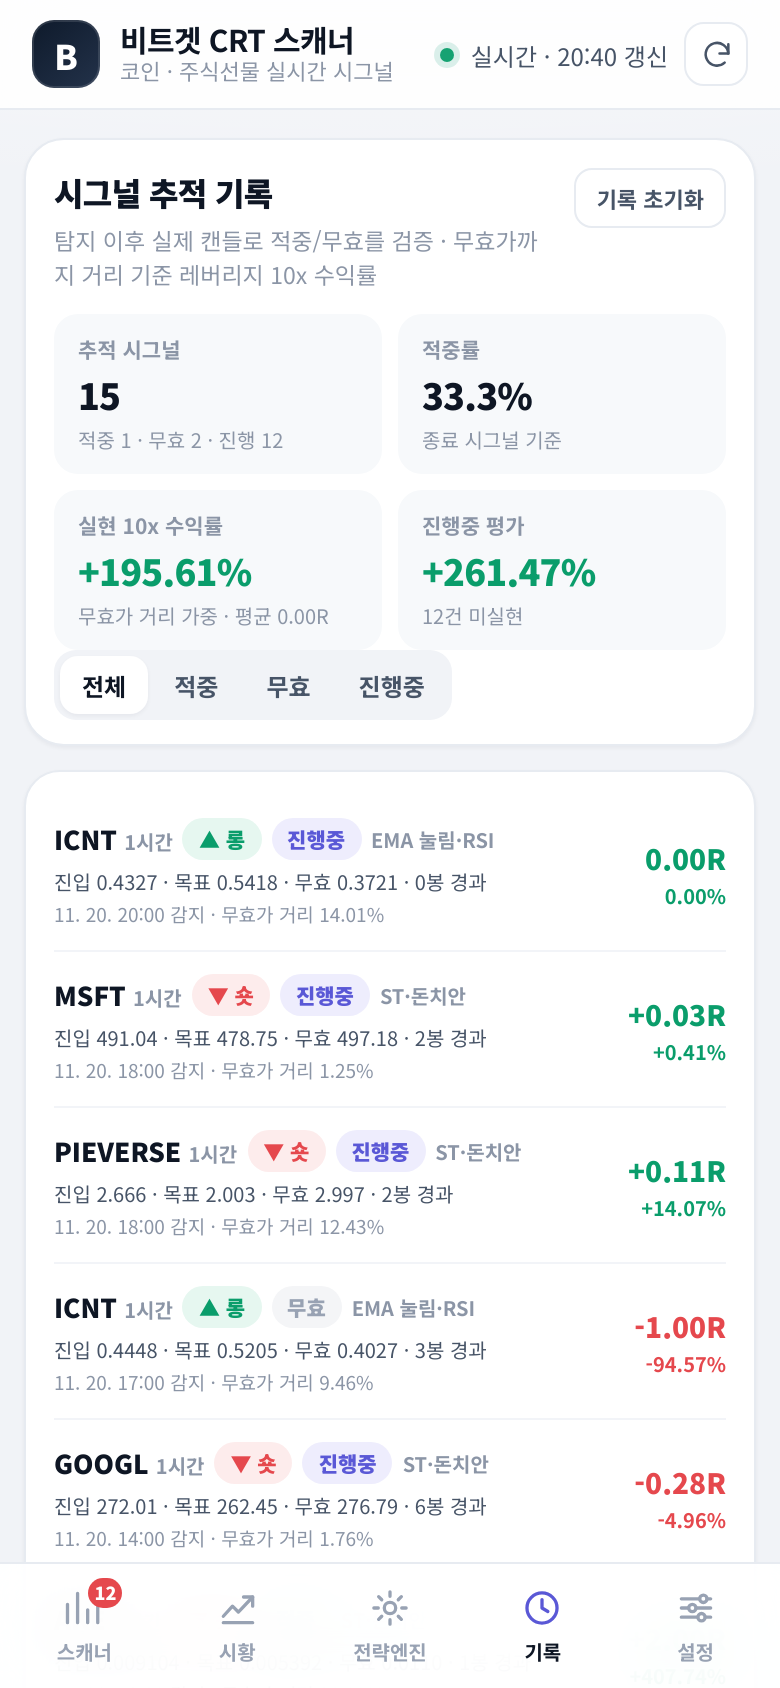 B
비트겟 CRT 스캐너
코인 · 주식선물 실시간 시그널
실시간 · 20:40 갱신
시그널 추적 기록
기록 초기화
탐지 이후 실제 캔들로 적중/무효를 검증 · 무효가까
지 거리 기준 레버리지 10x 수익률
추적 시그널
15
적중 1 · 무효 2 · 진행 12
적중률
33.3%
종료 시그널 기준
실현 10x 수익률
+195.61%
무효가 거리 가중 · 평균 0.00R
진행중 평가
+261.47%
12건 미실현
전체 적중 무효 진행중
ICNT 1시간 ▲ 롱 진행중 EMA 눌림·RSI
진입 0.4327 · 목표 0.5418 · 무효 0.3721 · 0봉 경과
11. 20. 20:00 감지 · 무효가 거리 14.01%
0.00R
0.00%
MSFT 1시간 ▼ 숏 진행중 ST·돈치안
진입 491.04 · 목표 478.75 · 무효 497.18 · 2봉 경과
11. 20. 18:00 감지 · 무효가 거리 1.25%
+0.03R
+0.41%
PIEVERSE 1시간 ▼ 숏 진행중 ST·돈치안
진입 2.666 · 목표 2.003 · 무효 2.997 · 2봉 경과
11. 20. 18:00 감지 · 무효가 거리 12.43%
+0.11R
+14.07%
ICNT 1시간 ▲ 롱 무효 EMA 눌림·RSI
진입 0.4448 · 목표 0.5205 · 무효 0.4027 · 3봉 경과
11. 20. 17:00 감지 · 무효가 거리 9.46%
-1.00R
-94.57%
GOOGL 1시간 ▼ 숏 진행중 ST·돈치안
진입 272.01 · 목표 262.45 · 무효 276.79 · 6봉 경과
11. 20. 14:00 감지 · 무효가 거리 1.76%
-0.28R
-4.96%
12
스캐너 시황 전략엔진 기록 설정
+407.74%